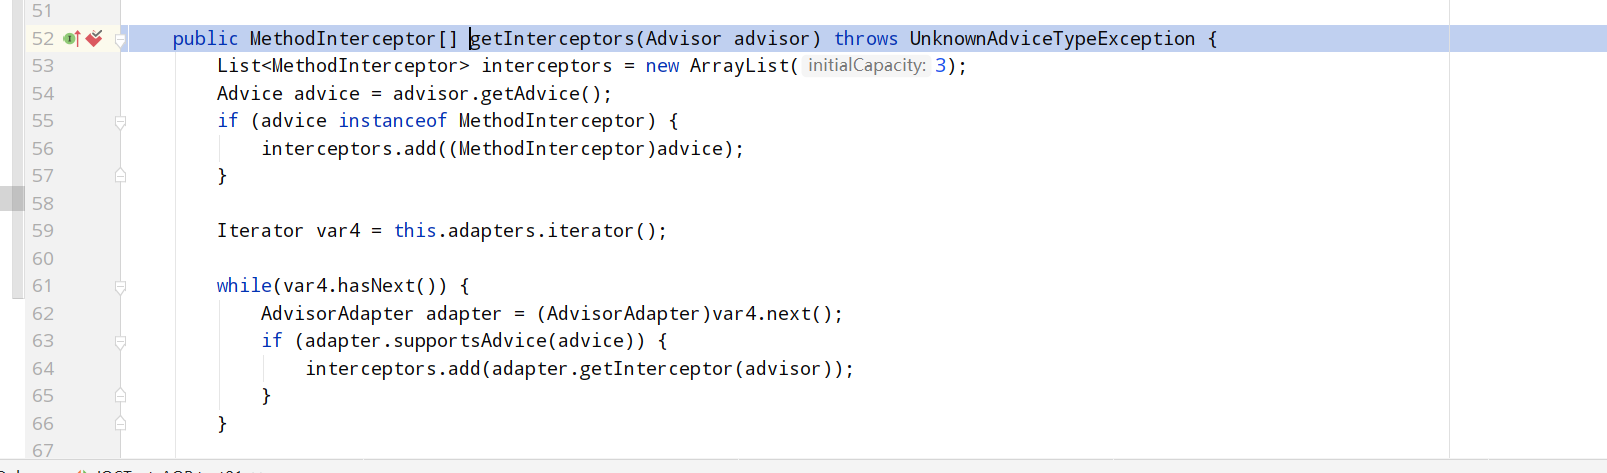 51
52 public MethodInterceptor[] getInterceptors(Advisor advisor) throws UnknownAdviceTypeException {
53 List<MethodInterceptor> interceptors = new ArrayList( initialCapacity: 3);
54 Advice advice = advisor.getAdvice();
55 if (advice instanceof MethodInterceptor) {
56 interceptors.add((MethodInterceptor)advice);
57 }
58
59 Iterator var4 = this.adapters.iterator();
60
61 while(var4.hasNext()) {
62 AdvisorAdapter adapter = (AdvisorAdapter)var4.next();
63 if (adapter.supportsAdvice(advice)) {
64 interceptors.add(adapter.getInterceptor(advisor));
65 }
66 }
67